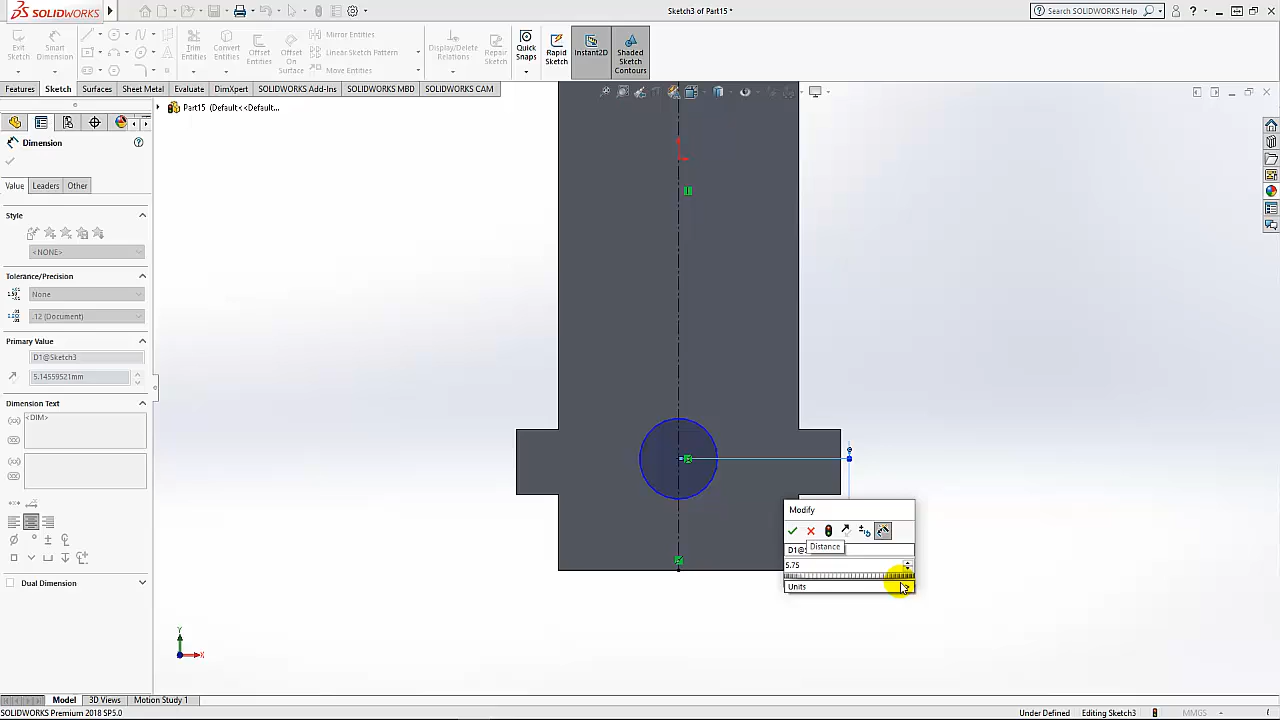 SOLIDWORKS
Sketch3 of Part15 *
Search SOLIDWORKS Help
Exit Sketch
Smart Dimension
Trim Entities
Convert Entities
Offset Entities
Offset On Surface
Mirror Entities
Linear Sketch Pattern
Move Entities
Display/Delete Relations
Repair Sketch
Quick Snaps
Rapid Sketch
Instant2D
Shaded Sketch Contours
Features
Sketch
Surfaces
Sheet Metal
Evaluate
DimXpert
SOLIDWORKS Add-Ins
SOLIDWORKS MBD
SOLIDWORKS CAM
Part15 (Default<<Default...
Dimension
Value
Leaders
Other
Style
<NONE>
Tolerance/Precision
None
.12 (Document)
Primary Value
D1@Sketch3
5.14559521mm
Dimension Text
<DIM>
Dual Dimension
Modify
Distance
5.75
Units
Y
X
Model
3D Views
Motion Study 1
SOLIDWORKS Premium 2018 SP5.0
Under Defined
Editing Sketch3
MMGS